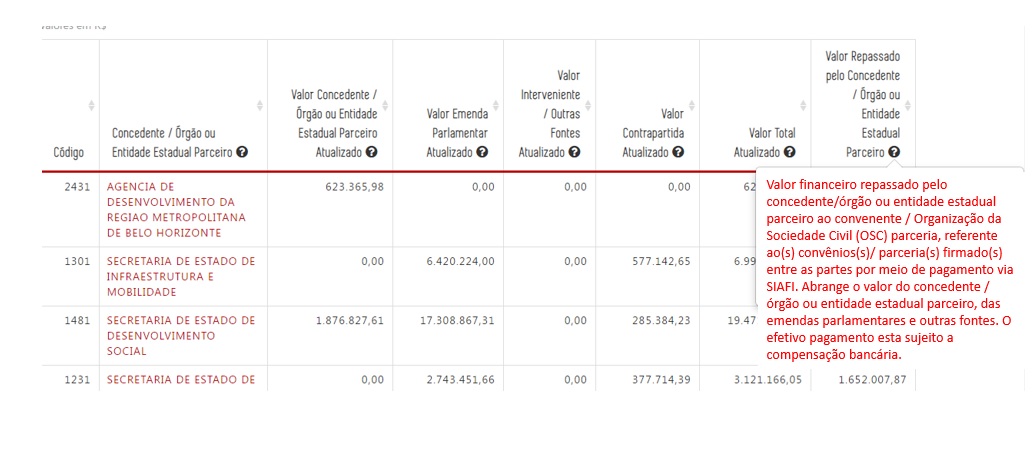 Valores em R$
Código
Concedente / Órgão ou
Entidade Estadual Parceiro
Valor Concedente /
Órgão ou Entidade
Estadual Parceiro
Atualizado
Valor Emenda
Parlamentar
Atualizado
Valor
Interveniente
/ Outras
Fontes
Atualizado
Valor
Contrapartida
Atualizado
Valor Total
Atualizado
Valor Repassado
pelo Concedente
/ Órgão ou
Entidade
Estadual
Parceiro
2431 AGENCIA DE 623.365,98 0,00 0,00 0,00 62
DESENVOLVIMENTO DA
REGIAO METROPOLITANA
DE BELO HORIZONTE
1301 SECRETARIA DE ESTADO DE 0,00 6.420.224,00 0,00 577.142,65 6.99
INFRAESTRUTURA E
MOBILIDADE
1481 SECRETARIA DE ESTADO DE 1.876.827,61 17.308.867,31 0,00 285.384,23 19.47
DESENVOLVIMENTO
SOCIAL
1231 SECRETARIA DE ESTADO DE 0,00 2.743.451,66 0,00 377.714,39 3.121.166,05 1.652.007,87
Valor financeiro repassado pelo
concedente/órgão ou entidade estadual
parceiro ao convenente / Organização da
Sociedade Civil (OSC) parceria, referente
ao(s) convênios(s)/ parceria(s) firmado(s)
entre as partes por meio de pagamento via
SIAFI. Abrange o valor do concedente /
órgão ou entidade estadual parceiro, das
emendas parlamentares e outras fontes. O
efetivo pagamento esta sujeito a
compensação bancária.